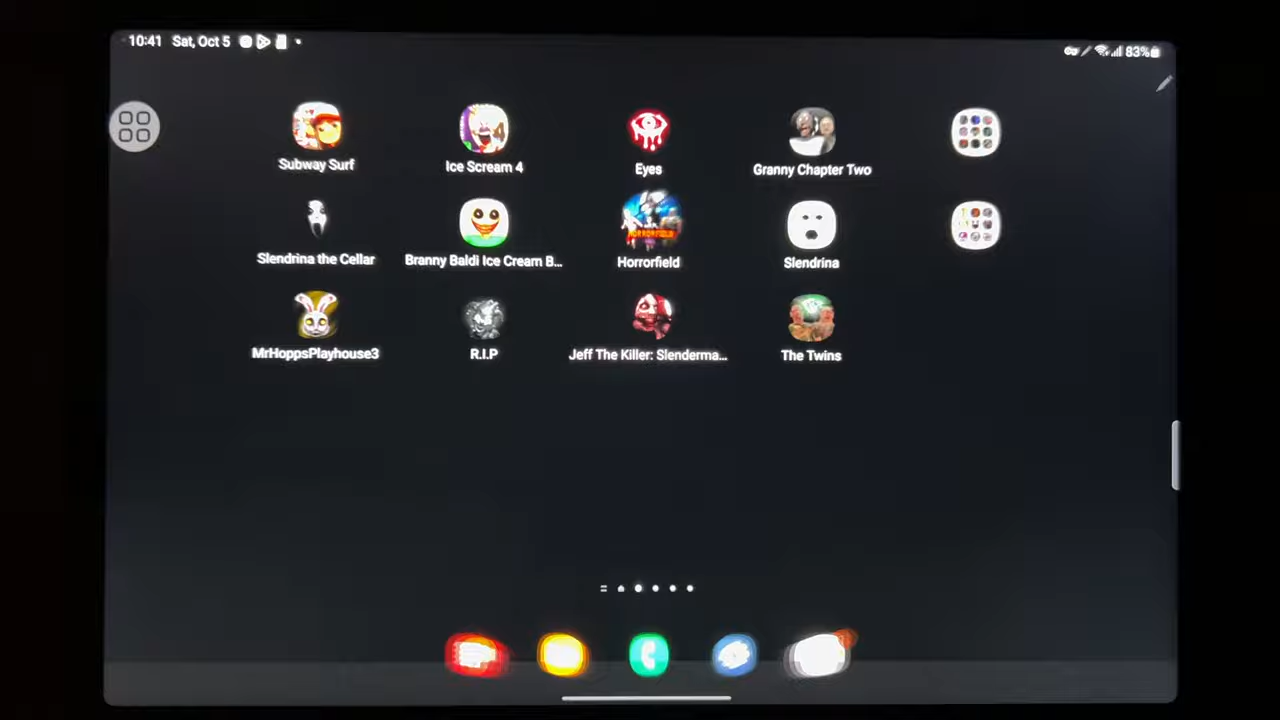 10:41 Sat, Oct 5
83%
Subway Surf
Ice Scream 4
Eyes
Granny Chapter Two
Slendrina the Cellar
Branny Baldi Ice Cream B...
HORRORFIELD
Horrorfield
Slendrina
MrHoppsPlayhouse3
R.I.P
Jeff The Killer: Slenderma...
The Twins